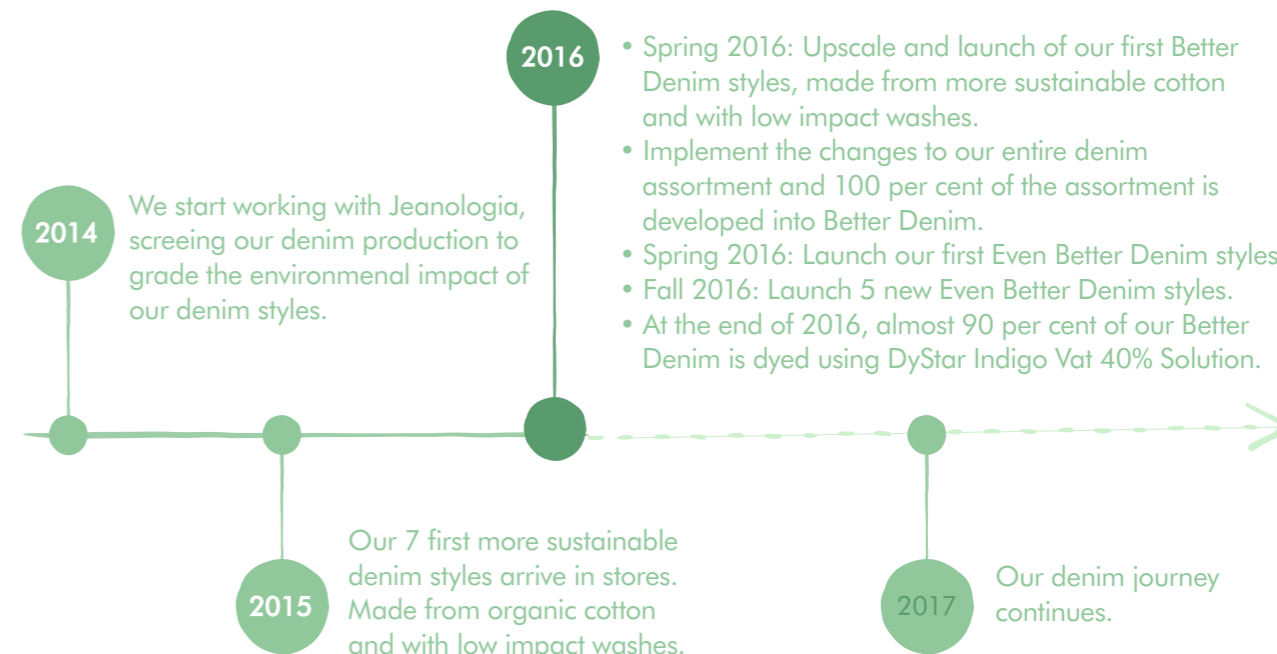 2014
We start working with Jeanologia,
screeing our denim production to
grade the environmenal impact of
our denim styles.
2015
Our 7 first more sustainable
denim styles arrive in stores.
Made from organic cotton
and with low impact washes.
2016
• Spring 2016: Upscale and launch of our first Better
Denim styles, made from more sustainable cotton
and with low impact washes.
• Implement the changes to our entire denim
assortment and 100 per cent of the assortment is
developed into Better Denim.
• Spring 2016: Launch our first Even Better Denim styles
• Fall 2016: Launch 5 new Even Better Denim styles.
• At the end of 2016, almost 90 per cent of our Better
Denim is dyed using DyStar Indigo Vat 40% Solution.
2017
Our denim journey
continues.